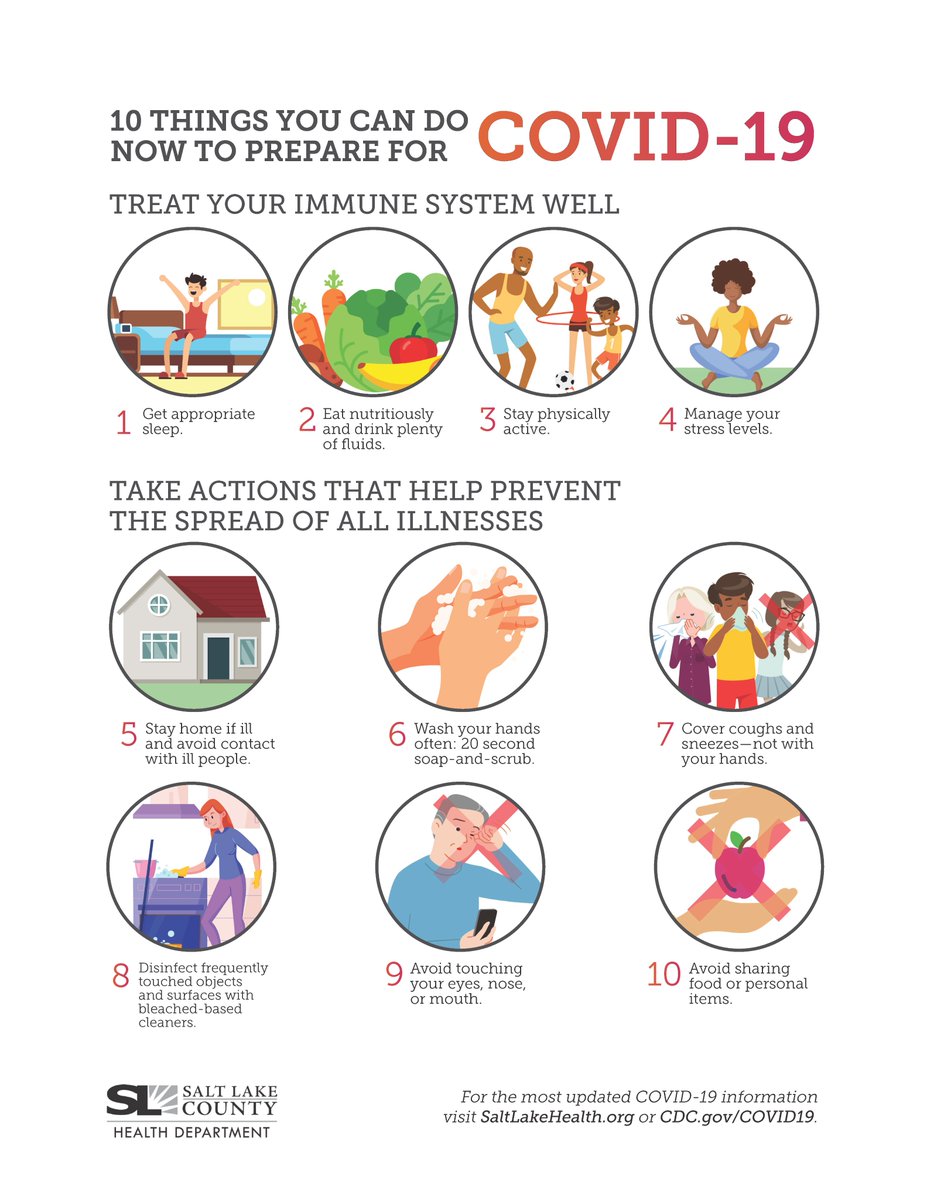 10 THINGS YOU CAN DO
NOW TO PREPARE FOR
COVID-19
TREAT YOUR IMMUNE SYSTEM WELL
1 Get appropriate
sleep.
2 Eat nutritiously
and drink plenty
of fluids.
3 Stay physically
active.
4 Manage your
stress levels.
TAKE ACTIONS THAT HELP PREVENT
THE SPREAD OF ALL ILLNESSES
5 Stay home if ill
and avoid contact
with ill people.
6 Wash your hands
often: 20 second
soap-and-scrub.
7 Cover coughs and
sneezes—not with
your hands.
8 Disinfect frequently
touched objects
and surfaces with
bleached-based
cleaners.
9 Avoid touching
your eyes, nose,
or mouth.
10 Avoid sharing
food or personal
items.
SL SALT LAKE
COUNTY
HEALTH DEPARTMENT
For the most updated COVID-19 information
visit SaltLakeHealth.org or CDC.gov/COVID19.